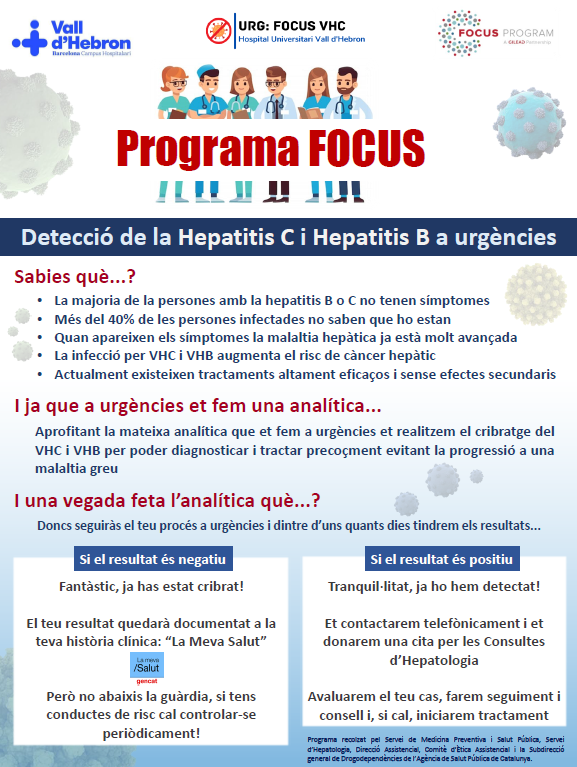 Vall
d'Hebron
Barcelona Campus Hospitalari
URG: FOCUS VHC
Hospital Universitari Vall d'Hebron
FOCUS PROGRAM
A GILEAD Partnership
Programa FOCUS
Detecció de la Hepatitis C i Hepatitis B a urgències
Sabies què...?
• La majoria de la persones amb la hepatitis B o C no tenen símptomes
• Més del 40% de les persones infectades no saben que ho estan
• Quan apareixen els símptomes la malaltia hepàtica ja està molt avançada
• La infecció per VHC i VHB augmenta el risc de càncer hepàtic
• Actualment existeixen tractaments altament eficaços i sense efectes secundaris
I ja que a urgències et fem una analítica...
Aprofitant la mateixa analítica que et fem a urgències et realitzem el cribratge del
VHC i VHB per poder diagnosticar i tractar precoçment evitant la progressió a una
malaltia greu
I una vegada feta l'analítica què...?
Doncs seguiràs el teu procés a urgències i dintre d'uns quants dies tindrem els resultats...
Si el resultat és negatiu
Fantàstic, ja has estat cribrat!
El teu resultat quedarà documentat a la
teva història clínica: "La Meva Salut"
La meva
/Salut
gencat
Però no abaixis la guàrdia, si tens
conductes de risc cal controlar-se
periòdicament!
Si el resultat és positiu
Tranquil·litat, ja ho hem detectat!
Et contactarem telefònicament i et
donarem una cita per les Consultes
d'Hepatologia
Avaluarem el teu cas, farem seguiment i
consell i, si cal, iniciarem tractament
Programa recolzat pel Servei de Medicina Preventiva i Salut Pública, Servei
d'Hepatologia, Direcció Assistencial, Comitè d'Ètica Assistencial i la Subdirecció
general de Drogodependències de l'Agència de Salut Pública de Catalunya.